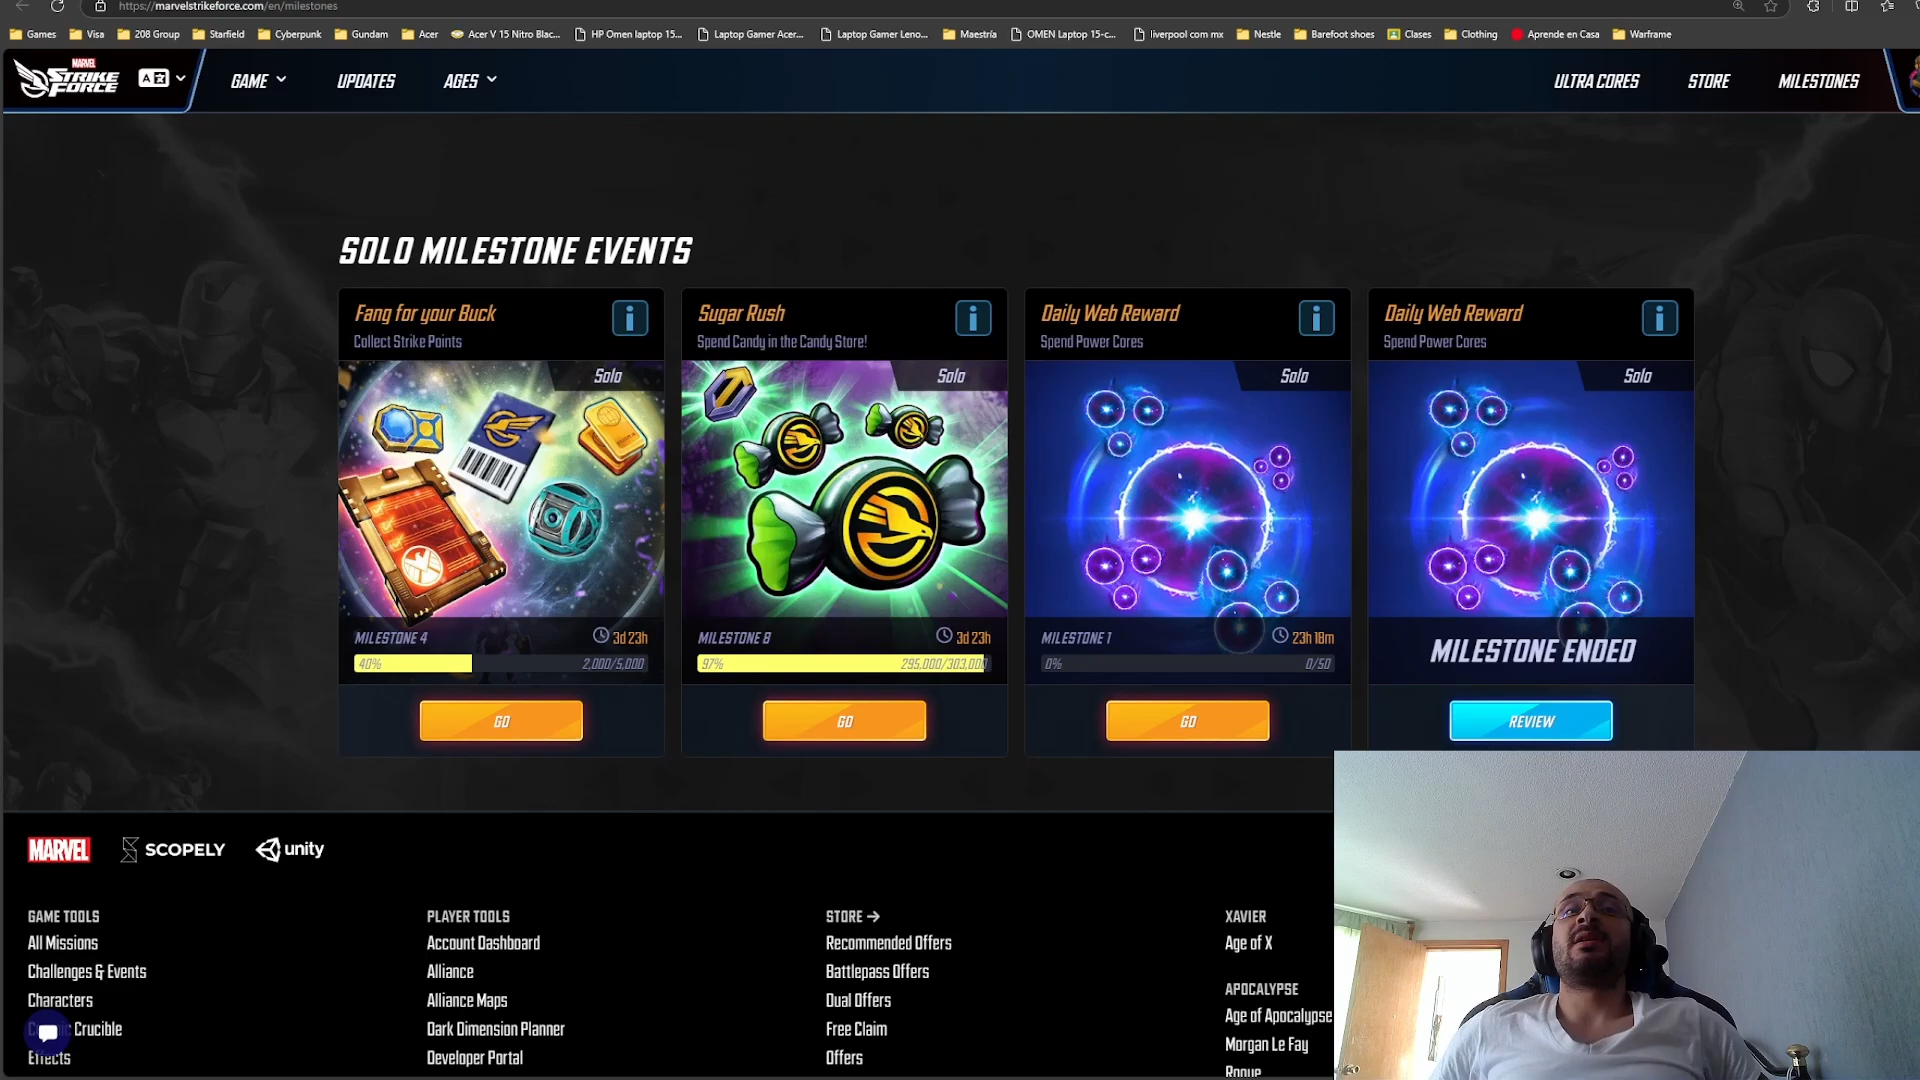 https://marvelstrikeforce.com/en/milestones
Games Visa 208 Group Starfield Cyberpunk Gundam Acer Acer V 15 Nitro Blac... HP Omen laptop 15... Laptop Gamer Acer... Laptop Gamer Leno... Maestría OMEN Laptop 15-c... liverpool com mx Nestle Barefoot shoes Clases Clothing Aprende en Casa Warframe
MARVEL
STRIKE FORCE
GAME UPDATES AGES ULTRA CORES STORE MILESTONES
SOLO MILESTONE EVENTS
Fang for your Buck
Collect Strike Points
Solo
MILESTONE 4 3d 23h
40% 2,000/5,000
GO
Sugar Rush
Spend Candy in the Candy Store!
Solo
MILESTONE 8 3d 23h
97% 295,000/303,000
GO
Daily Web Reward
Spend Power Cores
Solo
MILESTONE 1 23h 18m
0% 0/50
GO
Daily Web Reward
Spend Power Cores
Solo
MILESTONE ENDED
REVIEW
MARVEL SCOPELY unity
GAME TOOLS
All Missions
Challenges & Events
Characters
Crucible
Effects
PLAYER TOOLS
Account Dashboard
Alliance
Alliance Maps
Dark Dimension Planner
Developer Portal
STORE →
Recommended Offers
Battlepass Offers
Dual Offers
Free Claim
Offers
XAVIER
Age of X
APOCALYPSE
Age of Apocalypse
Morgan Le Fay
Rogue